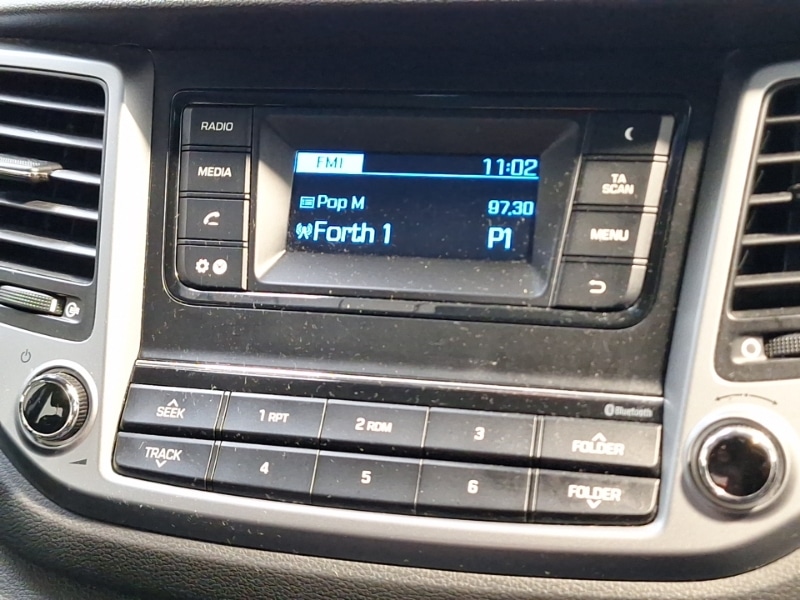 RADIO
MEDIA
FM1
11:02
Pop M
97.30
Forth 1
P1
TA
SCAN
MENU
Bluetooth
SEEK
1 RPT
2 RDM
3
FOLDER
TRACK
4
5
6
FOLDER